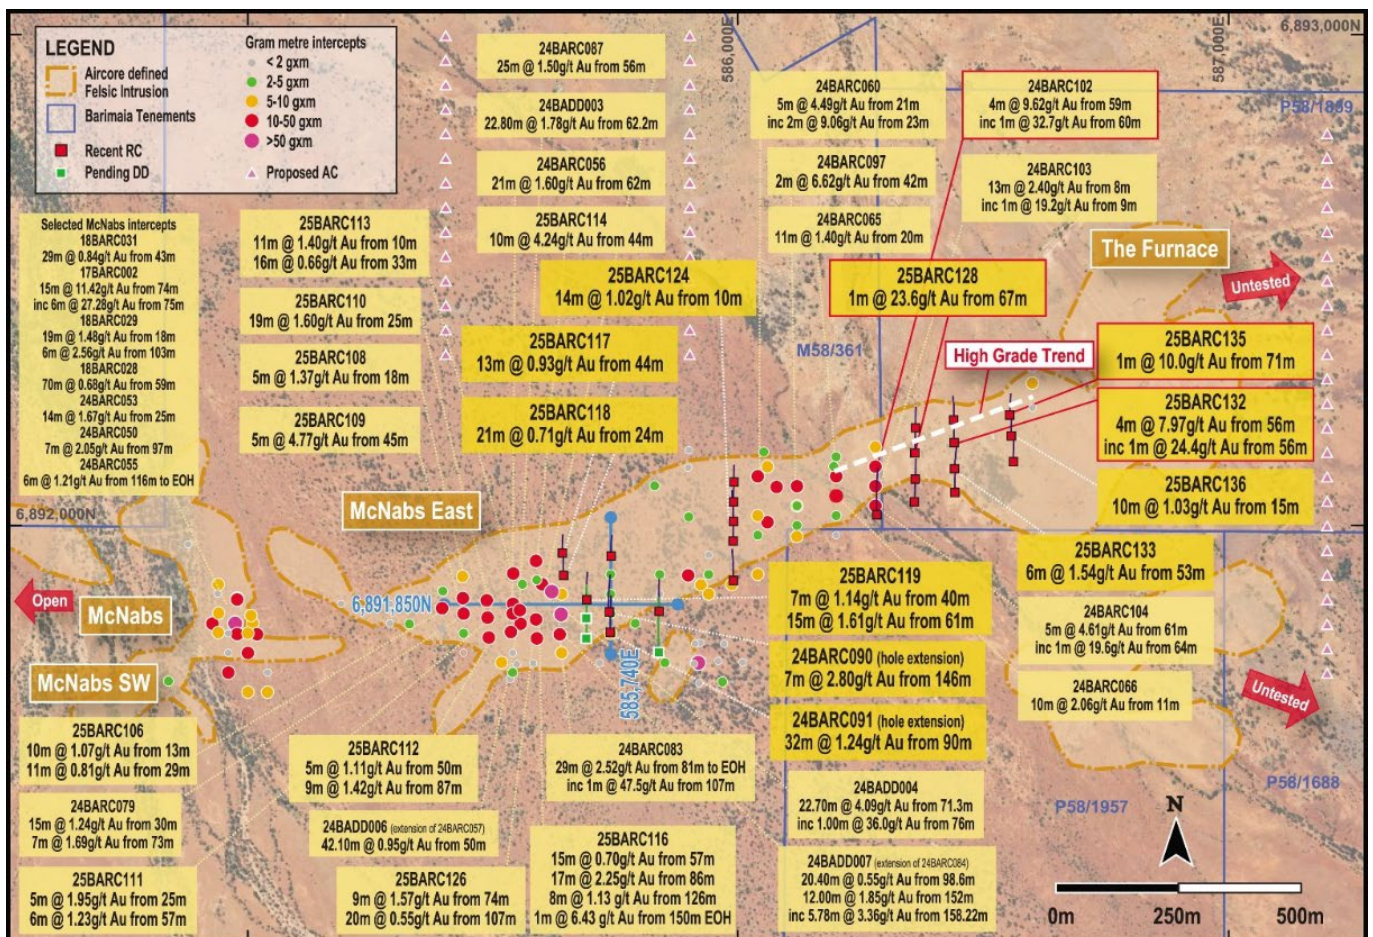 LEGEND
Aircore defined
Felsic Intrusion
Barimaia Tenements
Recent RC
Pending DD
Gram metre intercepts
< 2 gxm
2-5 gxm
5-10 gxm
10-50 gxm
>50 gxm
Proposed AC
24BARC087
25m @ 1.50g/t Au from 56m
24BADD003
22.80m @ 1.78g/t Au from 62.2m
24BARC056
21m @ 1.60g/t Au from 62m
25BARC114
10m @ 4.24g/t Au from 44m
586,000E
587,000E
6,893,000N
24BARC060
5m @ 4.49g/t Au from 21m
inc 2m @ 9.06g/t Au from 23m
24BARC097
2m @ 6.62g/t Au from 42m
24BARC065
11m @ 1.40g/t Au from 20m
24BARC102
4m @ 9.62g/t Au from 59m
inc 1m @ 32.7g/t Au from 60m
24BARC103
13m @ 2.40g/t Au from 8m
inc 1m @ 19.2g/t Au from 9m
P58/1859
Selected McNabs intercepts
18BARC031
29m @ 0.84g/t Au from 43m
17BARC002
15m @ 11.42g/t Au from 74m
inc 6m @ 27.28g/t Au from 75m
18BARC029
19m @ 1.48g/t Au from 18m
6m @ 2.56g/t Au from 103m
18BARC028
70m @ 0.68g/t Au from 59m
24BARC053
14m @ 1.67g/t Au from 25m
24BARC050
7m @ 2.05g/t Au from 97m
24BARC055
6m @ 1.21g/t Au from 116m to EOH
25BARC113
11m @ 1.40g/t Au from 10m
16m @ 0.66g/t Au from 33m
25BARC110
19m @ 1.60g/t Au from 25m
25BARC108
5m @ 1.37g/t Au from 18m
25BARC109
5m @ 4.77g/t Au from 45m
25BARC124
14m @ 1.02g/t Au from 10m
25BARC117
13m @ 0.93g/t Au from 44m
25BARC118
21m @ 0.71g/t Au from 24m
25BARC128
1m @ 23.6g/t Au from 67m
The Furnace
Untested
M58/361
High Grade Trend
25BARC135
1m @ 10.0g/t Au from 71m
25BARC132
4m @ 7.97g/t Au from 56m
inc 1m @ 24.4g/t Au from 56m
25BARC136
10m @ 1.03g/t Au from 15m
6,892,000N
McNabs East
Open
McNabs
McNabs SW
6,891,850N
585,740E
25BARC133
6m @ 1.54g/t Au from 53m
24BARC104
5m @ 4.61g/t Au from 61m
inc 1m @ 19.6g/t Au from 64m
24BARC066
10m @ 2.06g/t Au from 11m
25BARC119
7m @ 1.14g/t Au from 40m
15m @ 1.61g/t Au from 61m
24BARC090 (hole extension)
7m @ 2.80g/t Au from 146m
24BARC091 (hole extension)
32m @ 1.24g/t Au from 90m
Untested
25BARC106
10m @ 1.07g/t Au from 13m
11m @ 0.81g/t Au from 29m
24BARC079
15m @ 1.24g/t Au from 30m
7m @ 1.69g/t Au from 73m
25BARC111
5m @ 1.95g/t Au from 25m
6m @ 1.23g/t Au from 57m
25BARC112
5m @ 1.11g/t Au from 50m
9m @ 1.42g/t Au from 87m
24BADD006 (extension of 24BARC057)
42.10m @ 0.95g/t Au from 50m
25BARC126
9m @ 1.57g/t Au from 74m
20m @ 0.55g/t Au from 107m
24BARC083
29m @ 2.52g/t Au from 81m to EOH
inc 1m @ 47.5g/t Au from 107m
25BARC116
15m @ 0.70g/t Au from 57m
17m @ 2.25g/t Au from 86m
8m @ 1.13 g/t Au from 126m
1m @ 6.43 g/t Au from 150m EOH
24BADD004
22.70m @ 4.09g/t Au from 71.3m
inc 1.00m @ 36.0g/t Au from 76m
24BADD007 (extension of 24BARC084)
20.40m @ 0.55g/t Au from 98.6m
12.00m @ 1.85g/t Au from 152m
inc 5.78m @ 3.36g/t Au from 158.22m
P58/1957
P58/1688
N
0m
250m
500m